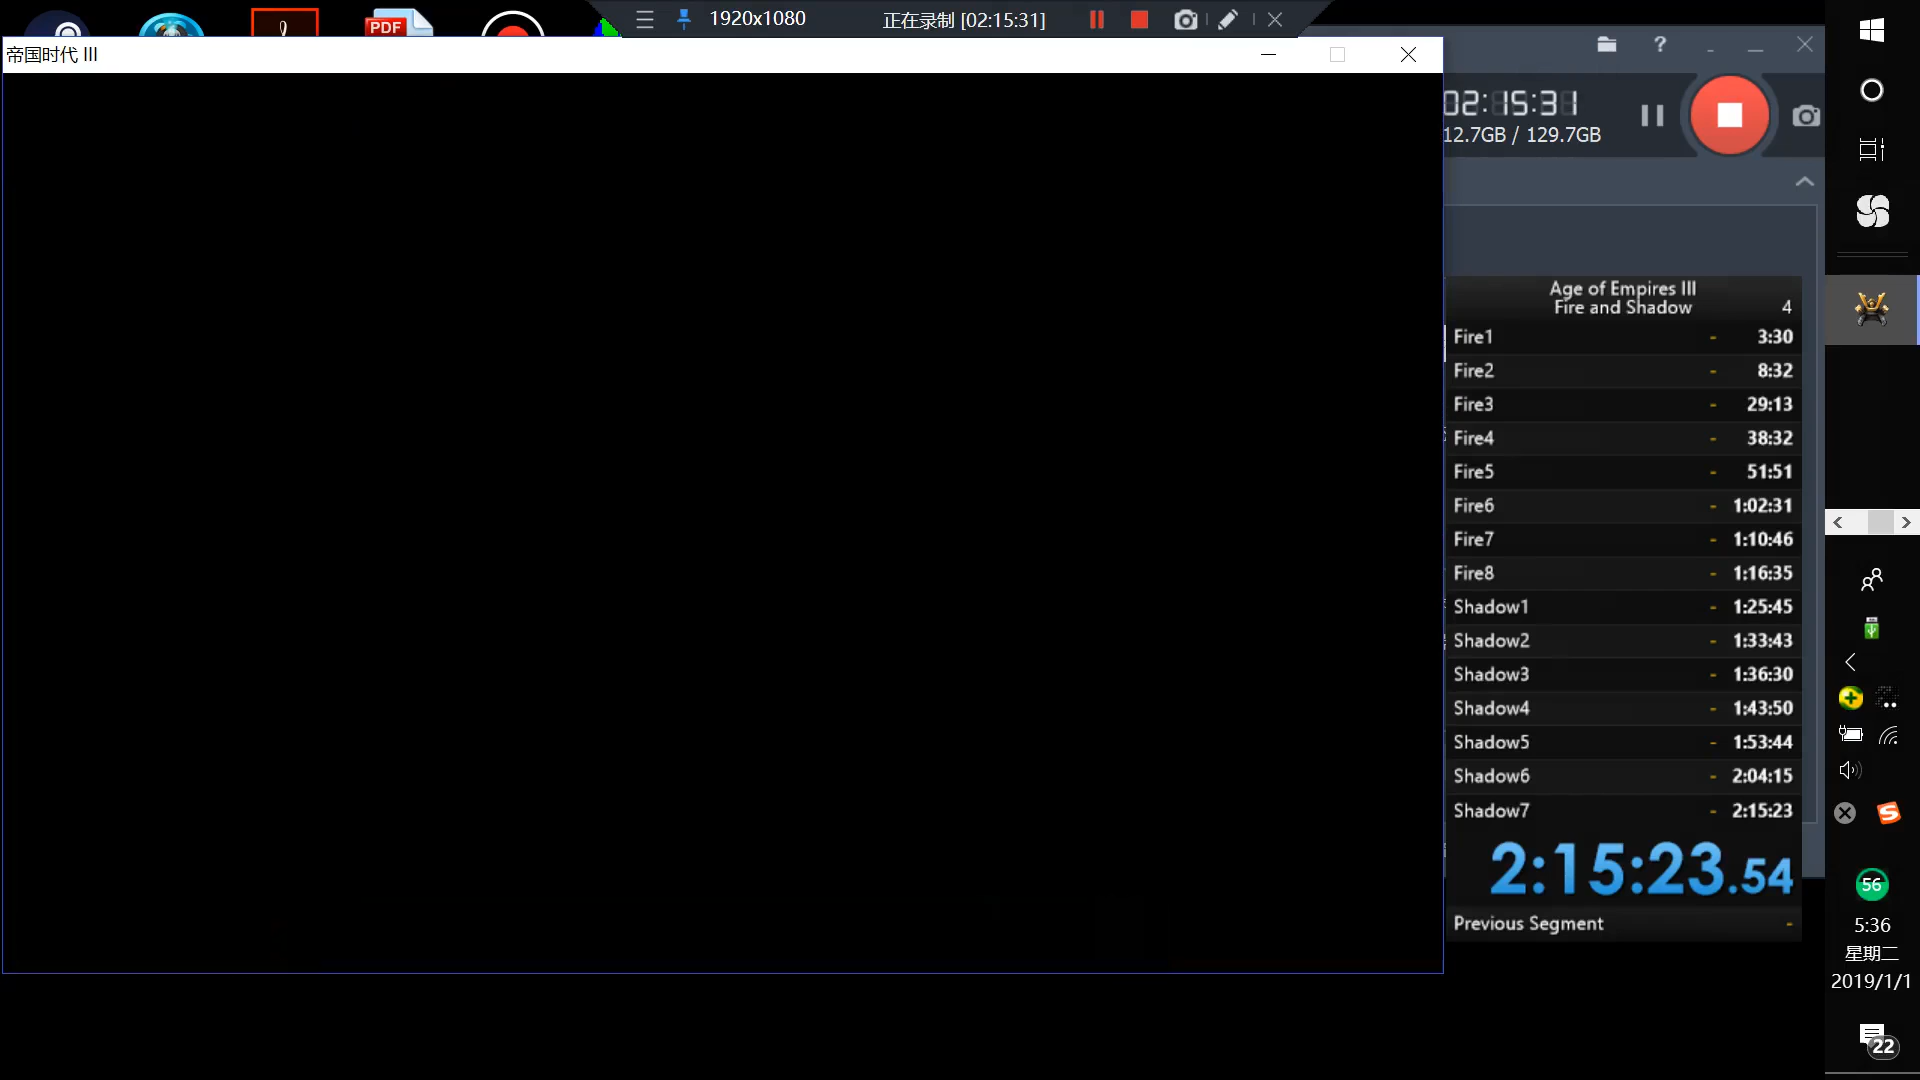 PDF
1920x1080
正在录制 [02:15:31]
帝国时代 III
02:15:31
12.7GB / 129.7GB
Age of Empires III
Fire and Shadow 4
Fire1 - 3:30
Fire2 - 8:32
Fire3 - 29:13
Fire4 - 38:32
Fire5 - 51:51
Fire6 - 1:02:31
Fire7 - 1:10:46
Fire8 - 1:16:35
Shadow1 - 1:25:45
Shadow2 - 1:33:43
Shadow3 - 1:36:30
Shadow4 - 1:43:50
Shadow5 - 1:53:44
Shadow6 - 2:04:15
Shadow7 - 2:15:23
2:15:23.54
Previous Segment -
56
5:36
星期二
2019/1/1
22